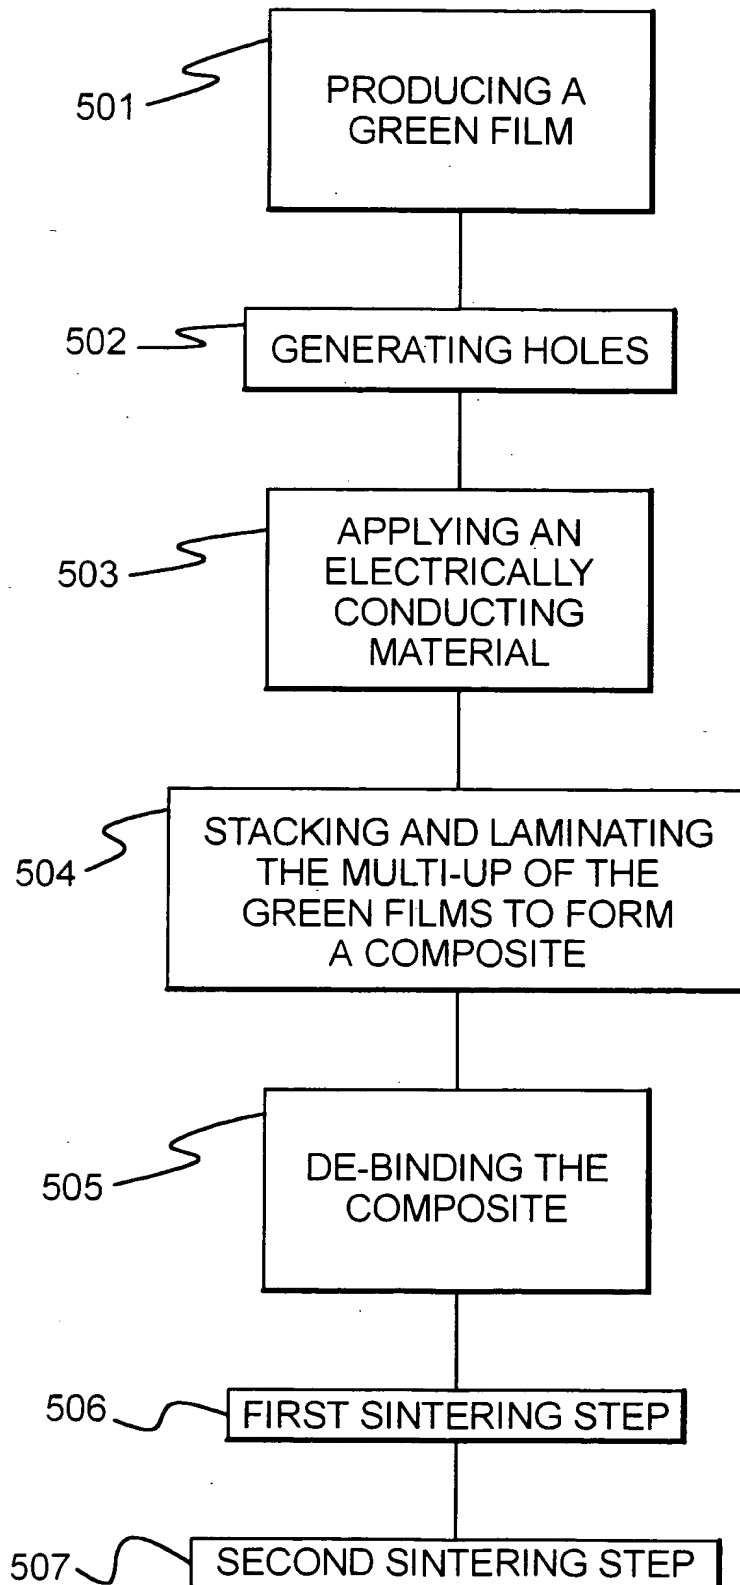 501
PRODUCING A
GREEN FILM
502
GENERATING HOLES
503
APPLYING AN
ELECTRICALLY
CONDUCTING
MATERIAL
504
STACKING AND LAMINATING
THE MULTI-UP OF THE
GREEN FILMS TO FORM
A COMPOSITE
505
DE-BINDING THE
COMPOSITE
506
FIRST SINTERING STEP
507
SECOND SINTERING STEP